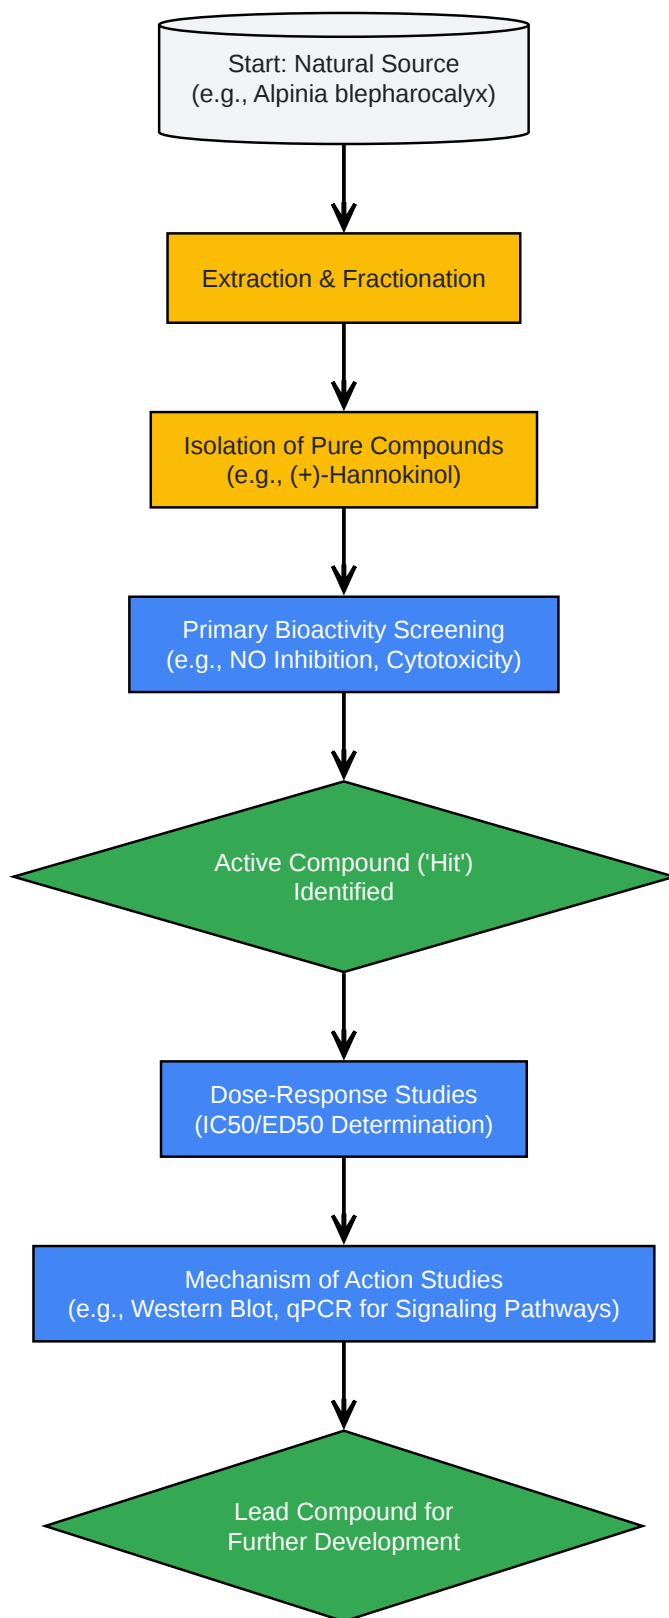 Start: Natural Source
(e.g., Alpinia blepharocalyx)
Extraction & Fractionation
Isolation of Pure Compounds
(e.g., (+)-Hannokinol)
Primary Bioactivity Screening
(e.g., NO Inhibition, Cytotoxicity)
Active Compound ('Hit')
Identified
Dose-Response Studies
(IC50/ED50 Determination)
Mechanism of Action Studies
(e.g., Western Blot, qPCR for Signaling Pathways)
Lead Compound for
Further Development